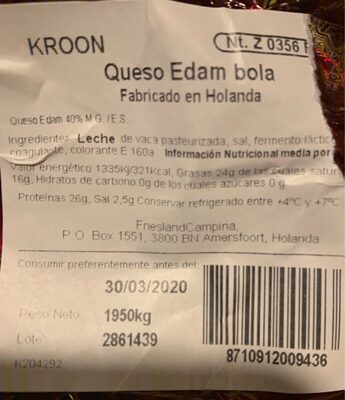 KROON
Nt. Z 0356
Queso Edam bola
Fabricado en Holanda
Queso Edam 40% M.G./E.S.
Ingredientes: Leche de vaca pasteurizada, sal, fermento láctico
coagulante, colorante E 160a Información Nutricional media por
Valor energético 1335Kj/321Kcal, Grasas 24g de las cuales satur
16g, Hidratos de carbono 0g de los cuales azúcares 0 g
Proteínas 26g, Sal 2,5g Conservar refrigerado entre +4ºC y +7ºC
FrieslandCampina,
P.O. Box 1551, 3800 BN Amersfoort, Holanda
Consumir preferentemente antes del
30/03/2020
Peso Neto: 1950kg
Lote: 2861439
K204292
8710912009436